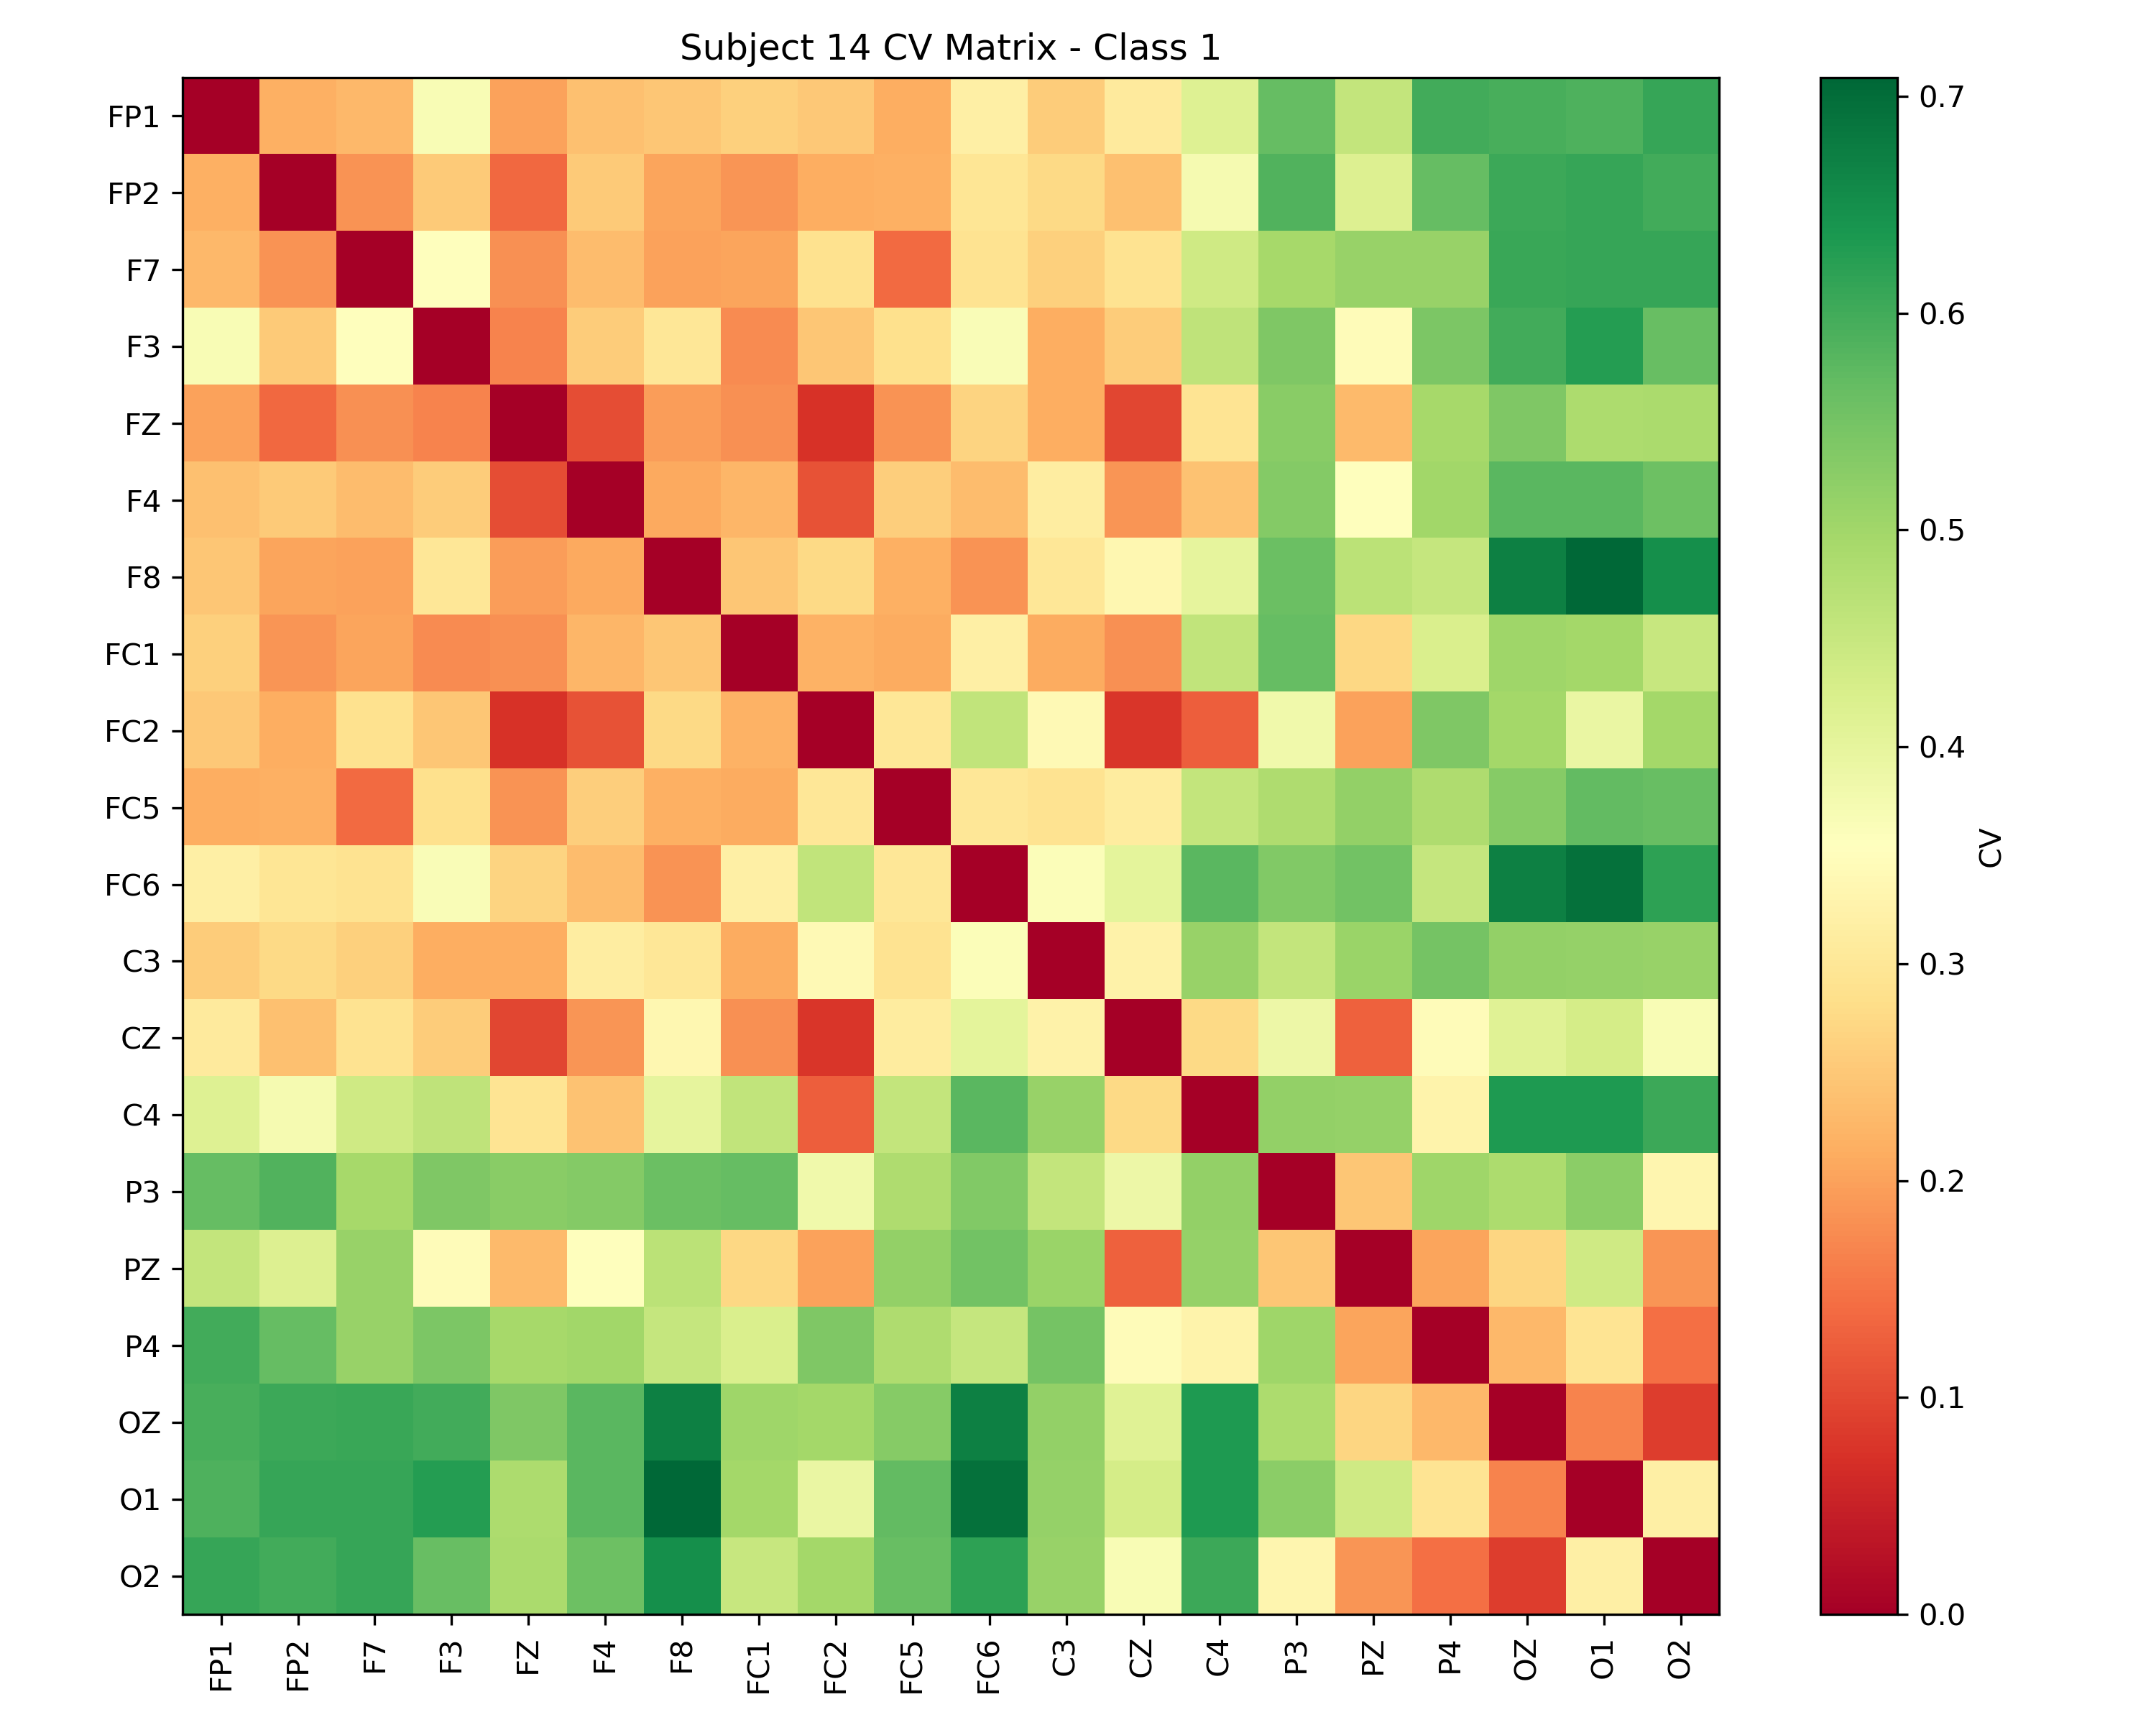 Subject 14 CV Matrix - Class 1
FP1
FP2
F7
F3
FZ
F4
F8
FC1
FC2
FC5
FC6
C3
CZ
C4
P3
PZ
P4
OZ
O1
O2
FP1 FP2 F7 F3 FZ F4 F8 FC1 FC2 FC5 FC6 C3 CZ C4 P3 PZ P4 OZ O1 O2
0.7
0.6
0.5
0.4
0.3
0.2
0.1
0.0
CV